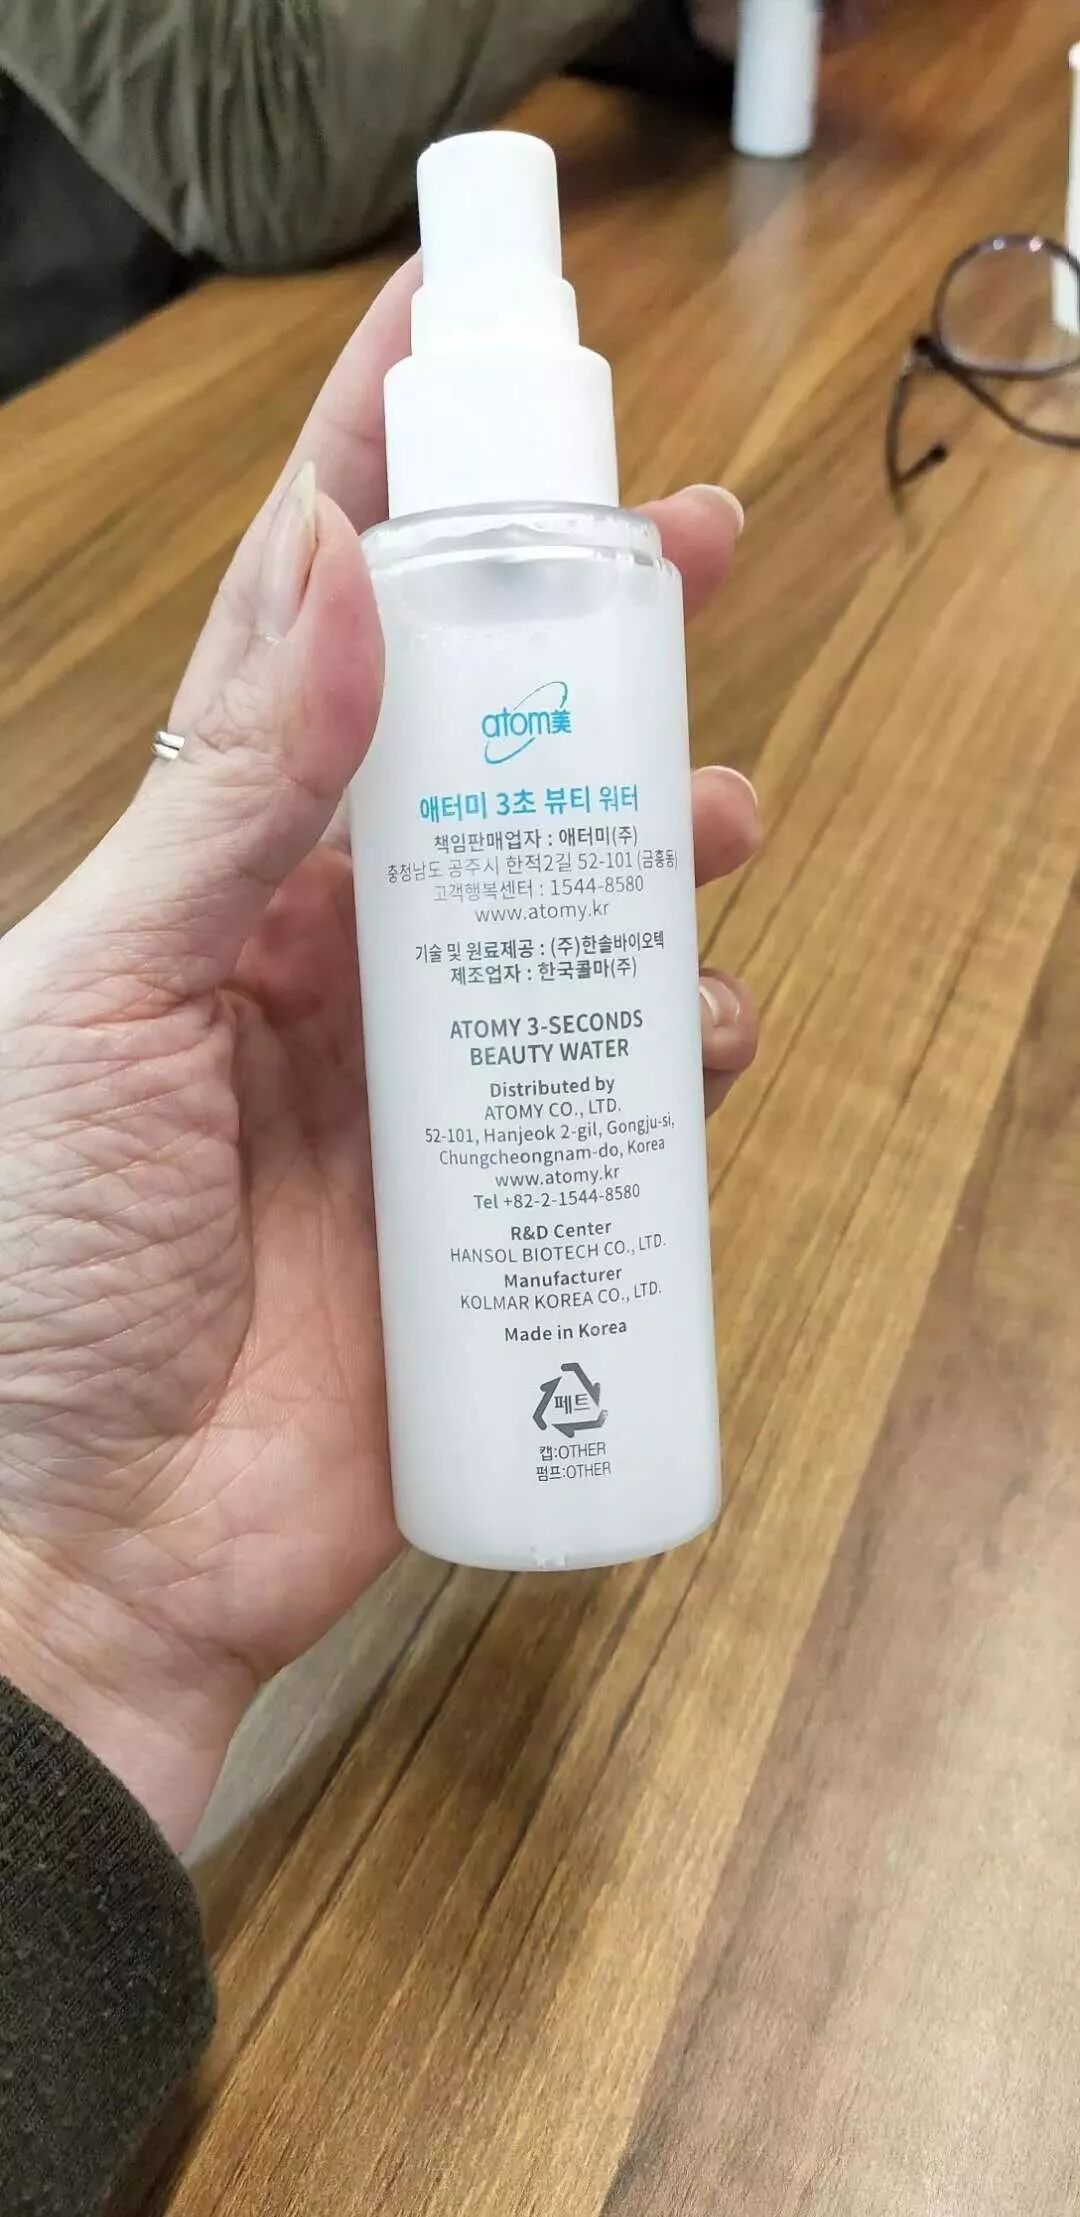 atom美
애터미 3초 뷰티 워터
책임판매업자 : 애터미(주)
충청남도 공주시 한적2길 52-101 (금흥동)
고객행복센터 : 1544-8580
www.atomy.kr
기술 및 원료제공 : (주)한솔바이오텍
제조업자 : 한국콜마(주)
ATOMY 3-SECONDS
BEAUTY WATER
Distributed by
ATOMY CO., LTD.
52-101, Hanjeok 2-gil, Gongju-si,
Chungcheongnam-do, Korea
www.atomy.kr
Tel +82-2-1544-8580
R&D Center
HANSOL BIOTECH CO., LTD.
Manufacturer
KOLMAR KOREA CO., LTD.
Made in Korea
페트
캡:OTHER
펌프:OTHER